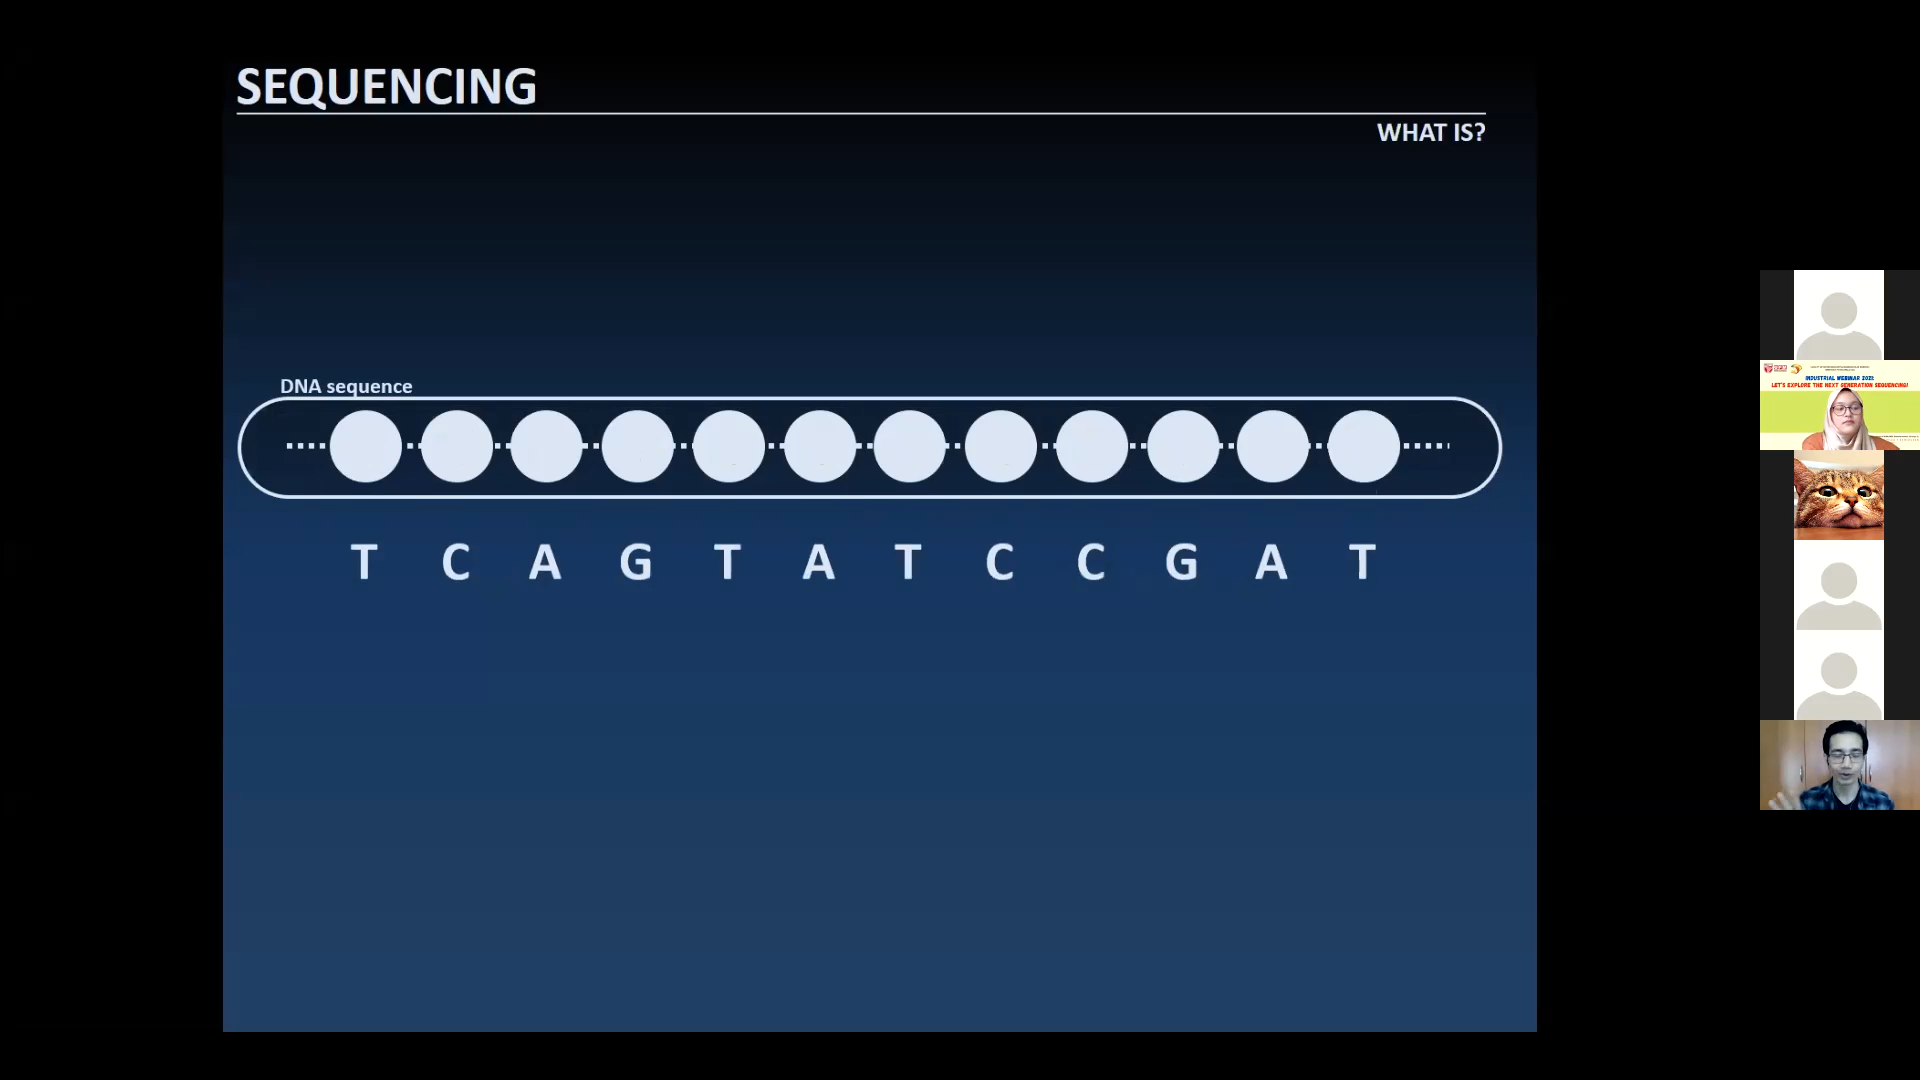 SEQUENCING
WHAT IS?
DNA sequence
T C A G T A T C C G A T
INDUSTRIAL WEBINAR 2021:
LET'S EXPLORE THE NEXT GENERATION SEQUENCING!